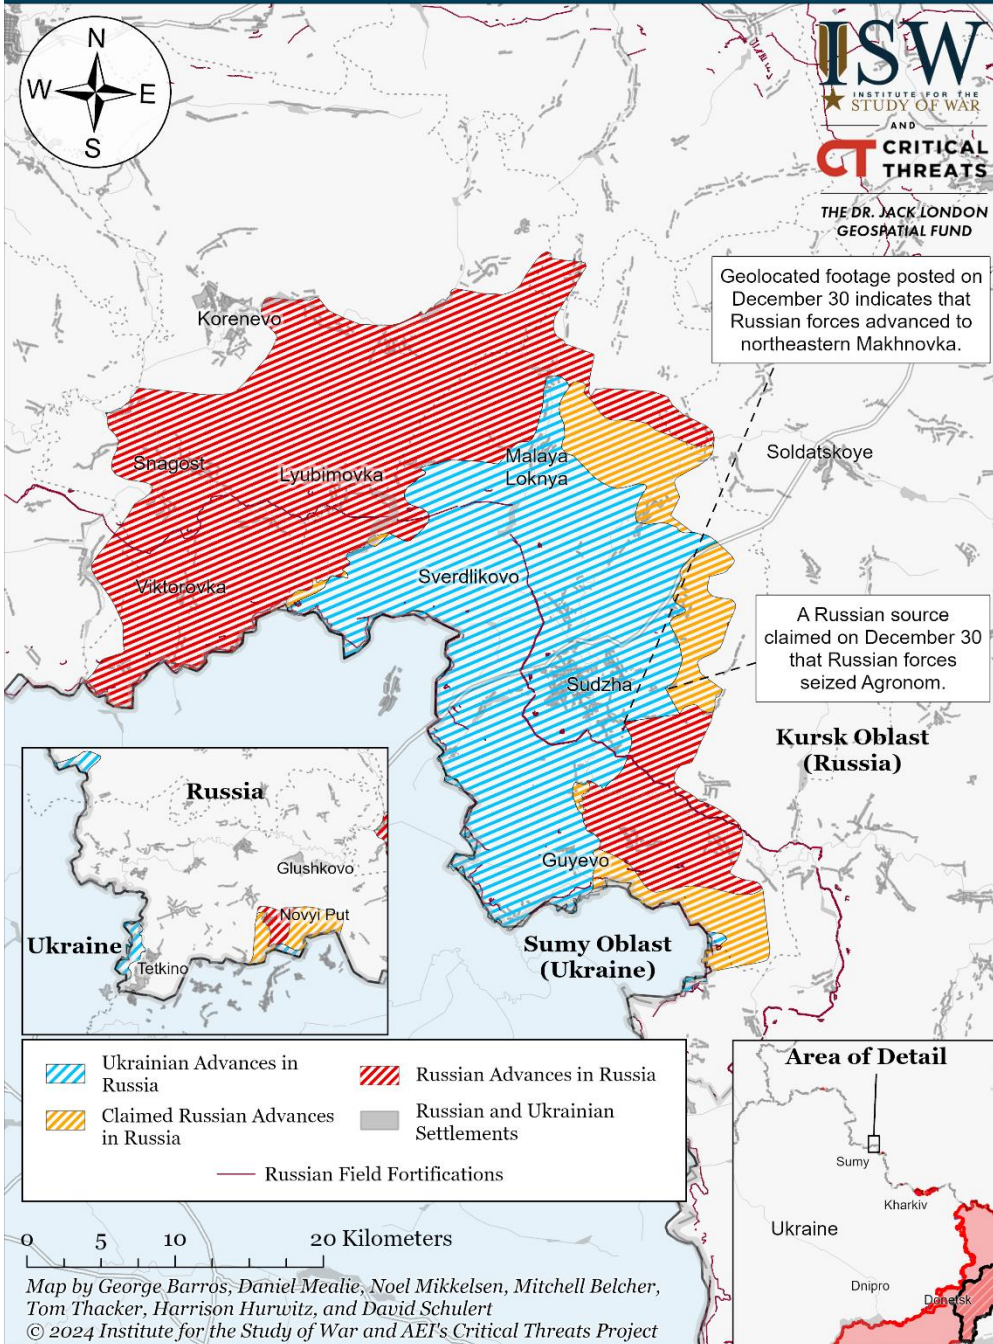 N
W
E
S
ISW
INSTITUTE FOR THE
STUDY OF WAR
AND
CT CRITICAL
THREATS
THE DR. JACK LONDON
GEOSPATIAL FUND
Geolocated footage posted on
December 30 indicates that
Russian forces advanced to
northeastern Makhnovka.
Korenevo
Snagost
Lyubimovka
Malaya
Loknya
Soldatskoye
Viktorovka
Sverdlikovo
A Russian source
claimed on December 30
that Russian forces
seized Agronom.
Sudzha
Kursk Oblast
(Russia)
Guyevo
Sumy Oblast
(Ukraine)
Russia
Glushkovo
Novyi Put
Ukraine
Tetkino
Ukrainian Advances in
Russia
Russian Advances in Russia
Claimed Russian Advances
in Russia
Russian and Ukrainian
Settlements
Russian Field Fortifications
Area of Detail
Sumy
Kharkiv
Ukraine
Dnipro
Donetsk
0 5 10 20 Kilometers
Map by George Barros, Daniel Mealie, Noel Mikkelsen, Mitchell Belcher,
Tom Thacker, Harrison Hurwitz, and David Schulert
© 2024 Institute for the Study of War and AEI's Critical Threats Project